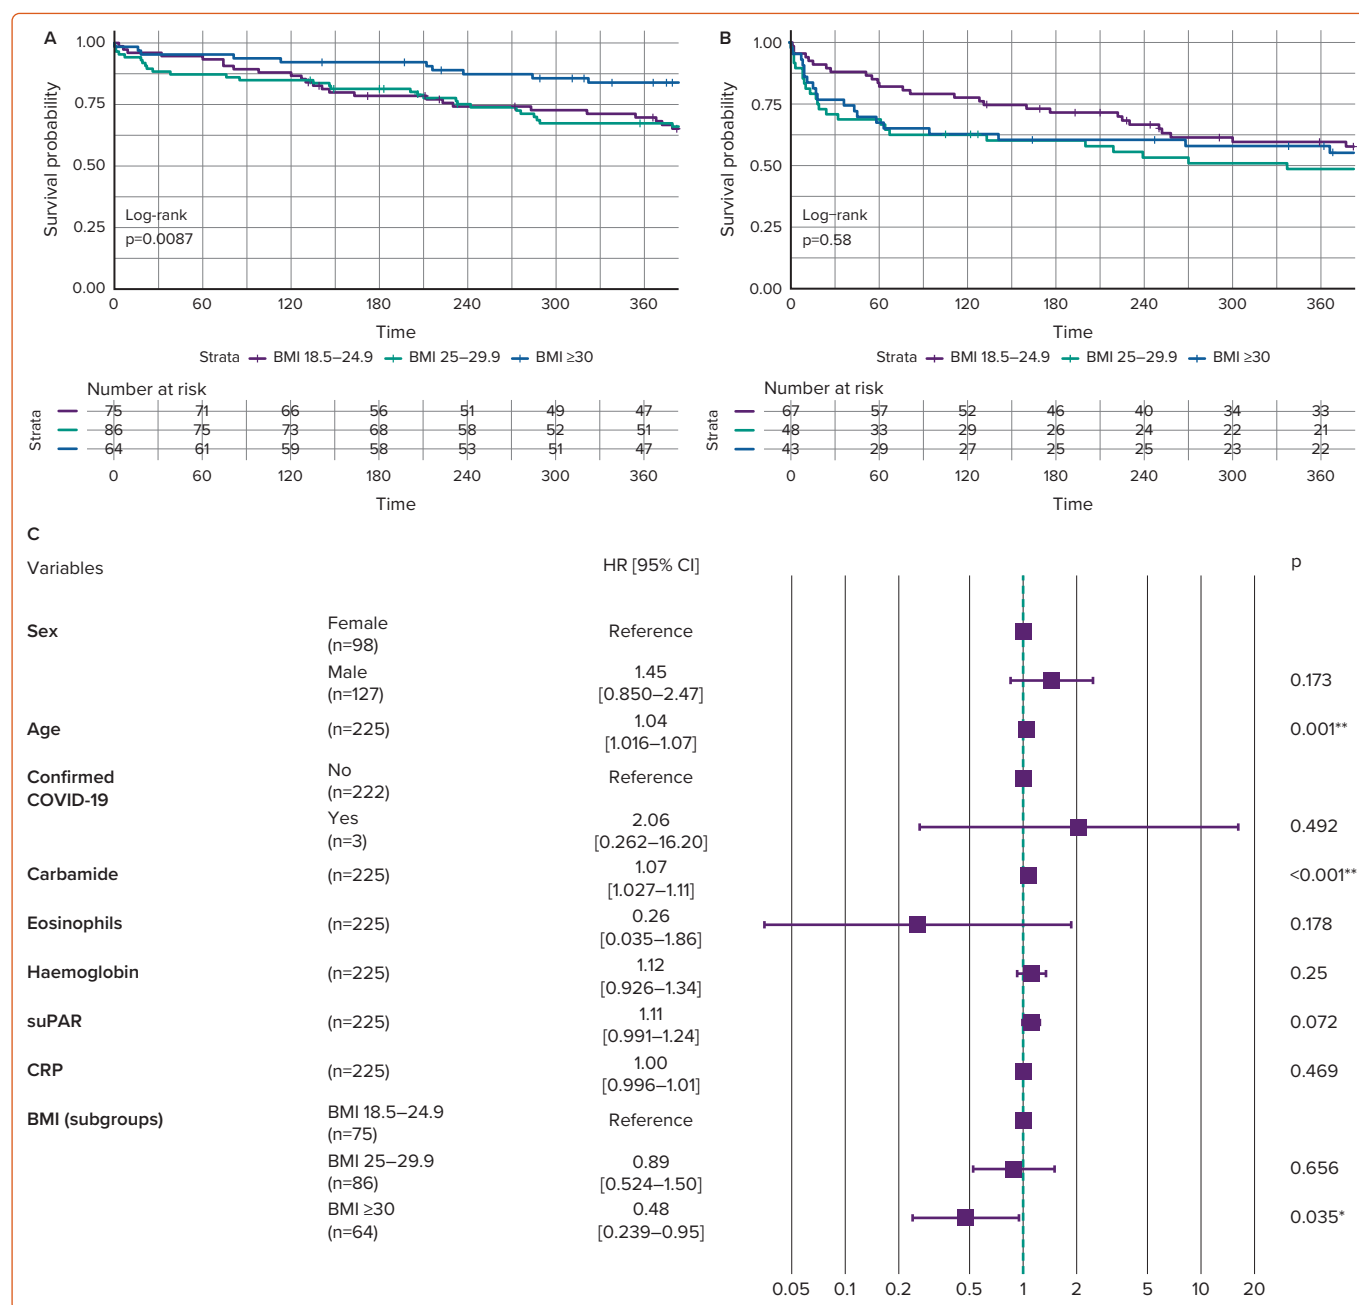 A
1.00
0.75
0.50
0.25
0.00
Survival probability
Log-rank
p=0.0087
0 60 120 180 240 300 360
Time
Strata BMI 18.5–24.9 BMI 25–29.9 BMI ≥30
Number at risk
Strata
75 71 66 56 51 49 47
86 75 73 68 58 52 51
64 61 59 58 53 51 47
0 60 120 180 240 300 360
Time
B
1.00
0.75
0.50
0.25
0.00
Survival probability
Log–rank
p=0.58
0 60 120 180 240 300 360
Time
Strata BMI 18.5–24.9 BMI 25–29.9 BMI ≥30
Number at risk
Strata
67 57 52 46 40 34 33
48 33 29 26 24 22 21
43 29 27 25 25 23 22
0 60 120 180 240 300 360
Time
C
Variables HR [95% CI] p
Sex Female (n=98) Reference
Male (n=127) 1.45 [0.850–2.47] 0.173
Age (n=225) 1.04 [1.016–1.07] 0.001**
Confirmed COVID-19 No (n=222) Reference
Yes (n=3) 2.06 [0.262–16.20] 0.492
Carbamide (n=225) 1.07 [1.027–1.11] <0.001**
Eosinophils (n=225) 0.26 [0.035–1.86] 0.178
Haemoglobin (n=225) 1.12 [0.926–1.34] 0.25
suPAR (n=225) 1.11 [0.991–1.24] 0.072
CRP (n=225) 1.00 [0.996–1.01] 0.469
BMI (subgroups) BMI 18.5–24.9 (n=75) Reference
BMI 25–29.9 (n=86) 0.89 [0.524–1.50] 0.656
BMI ≥30 (n=64) 0.48 [0.239–0.95] 0.035*
0.05 0.1 0.2 0.5 1 2 5 10 20